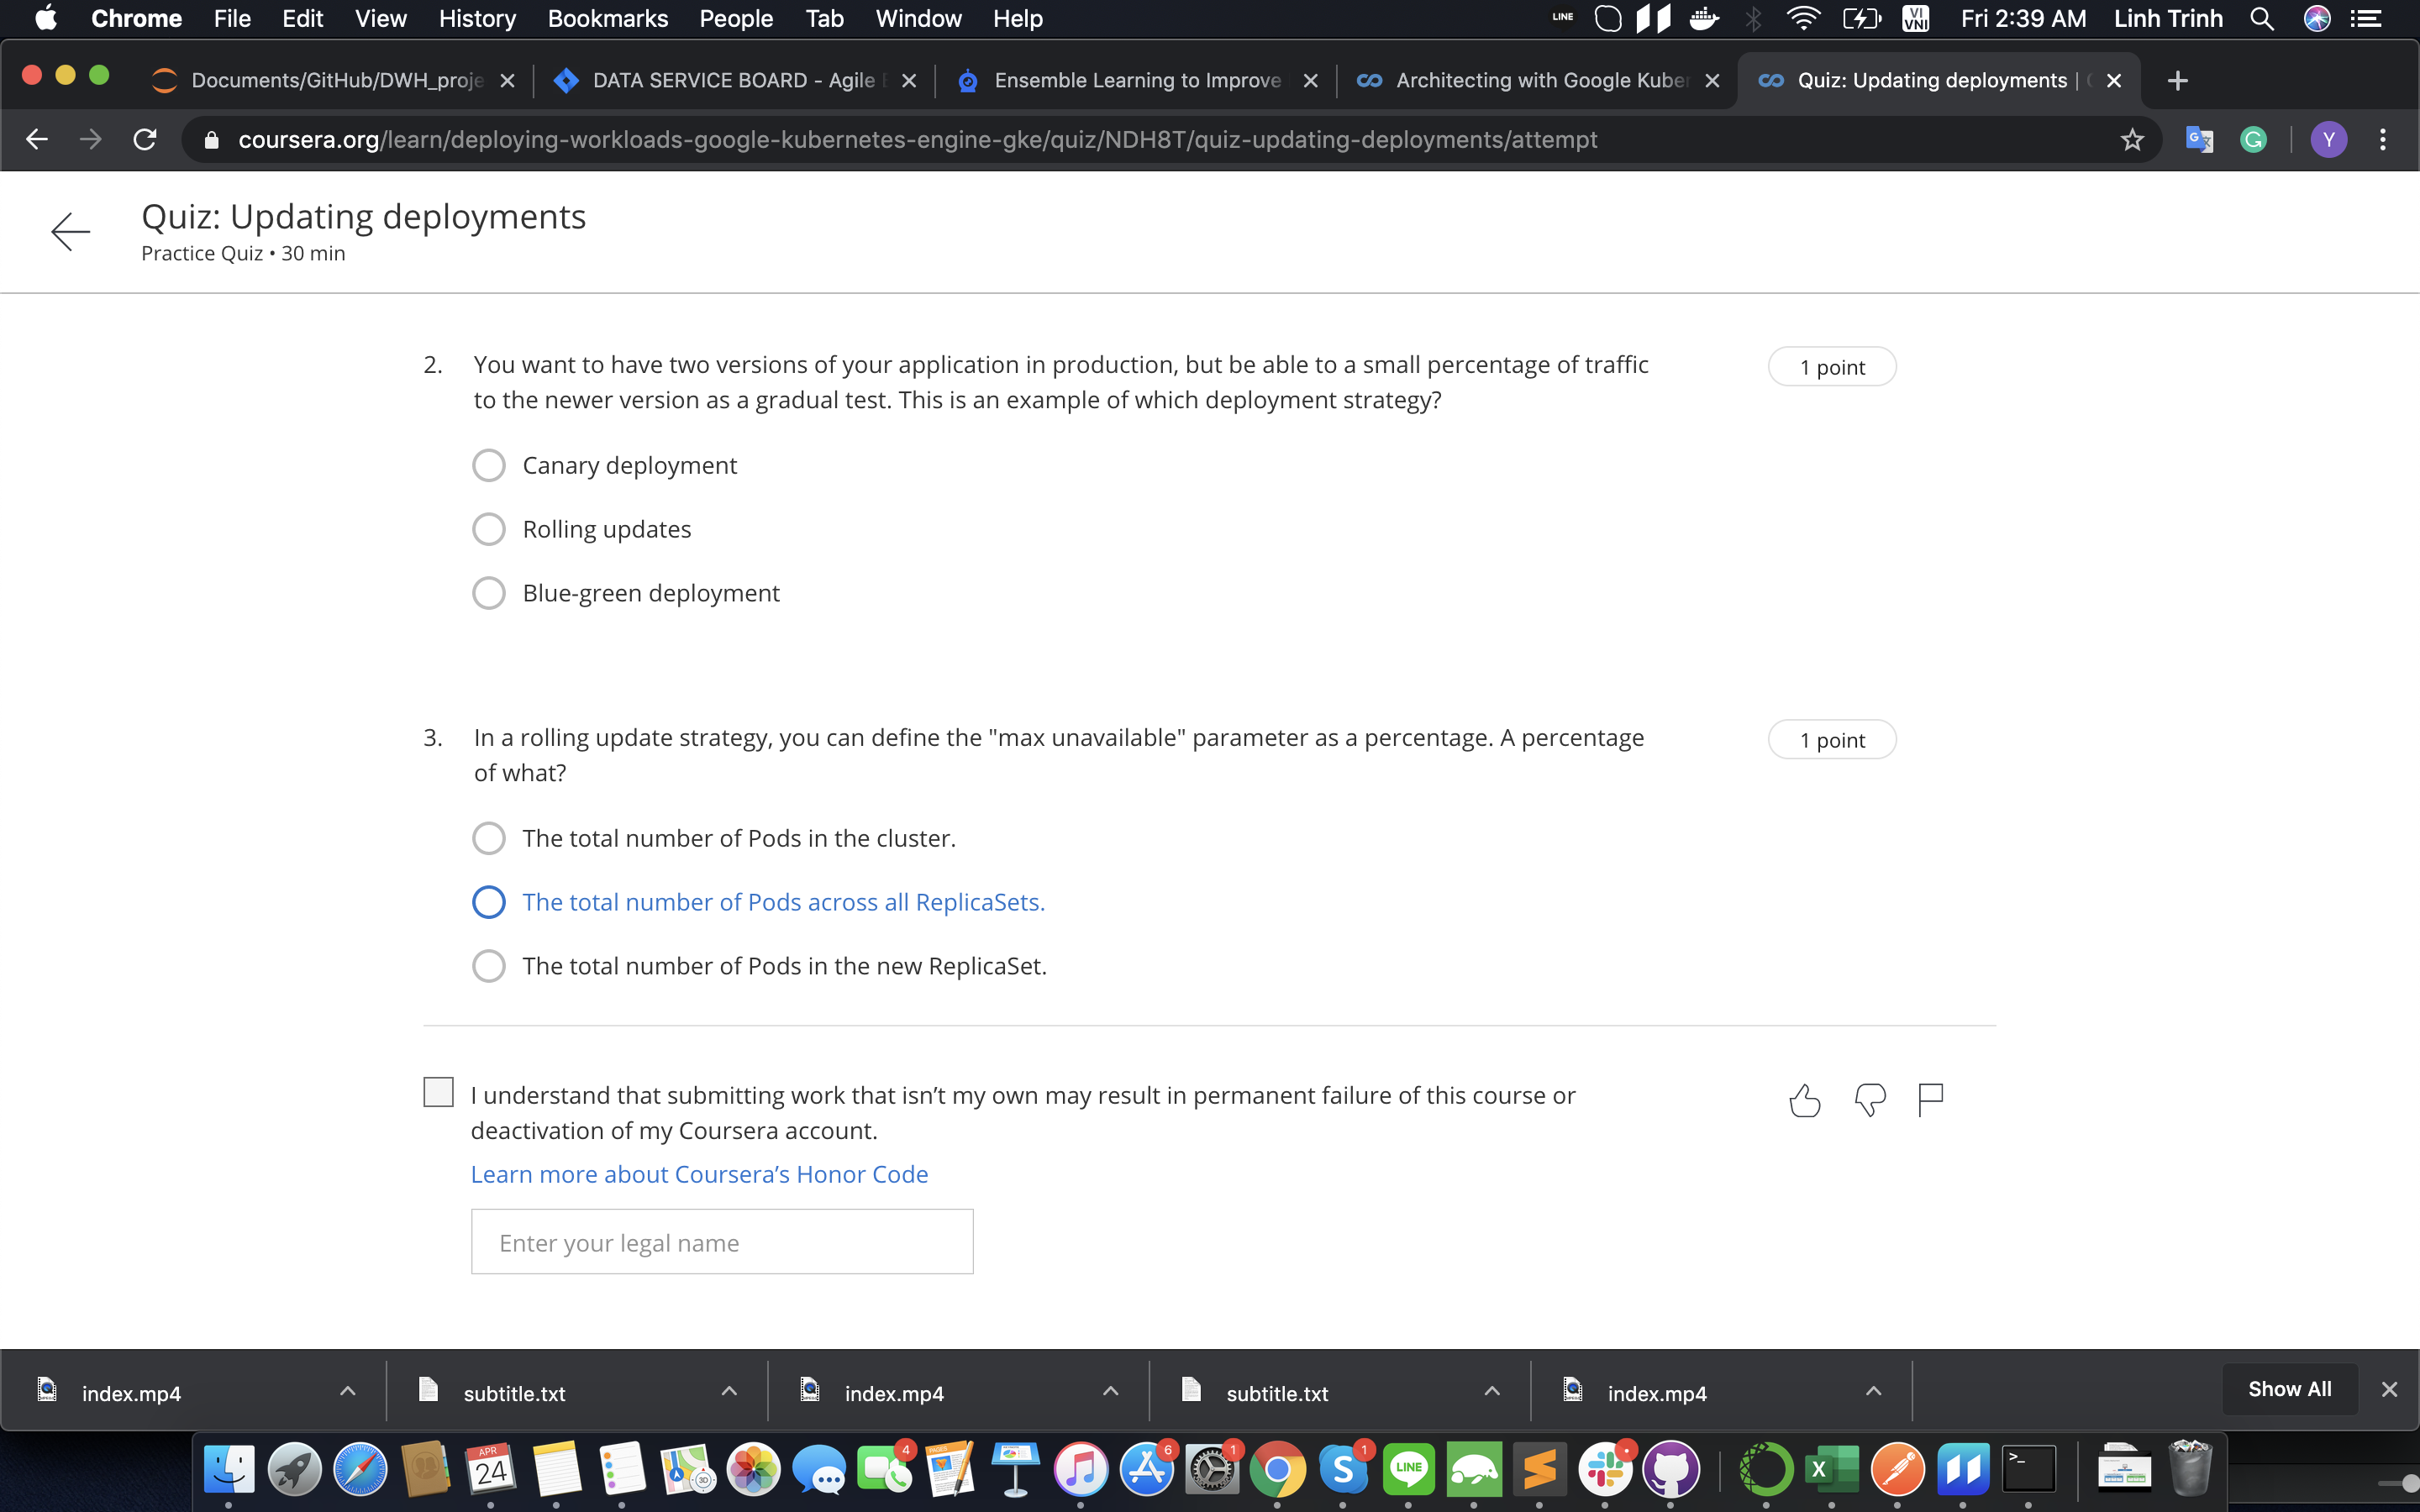 Chrome File Edit View History Bookmarks People Tab Window Help LINE VI VNI Fri 2:39 AM Linh Trinh
Documents/GitHub/DWH_proje DATA SERVICE BOARD - Agile Ensemble Learning to Improve Architecting with Google Kuber Quiz: Updating deployments |
coursera.org/learn/deploying-workloads-google-kubernetes-engine-gke/quiz/NDH8T/quiz-updating-deployments/attempt G G Y
Quiz: Updating deployments
Practice Quiz • 30 min
2. You want to have two versions of your application in production, but be able to a small percentage of traffic 1 point
to the newer version as a gradual test. This is an example of which deployment strategy?
Canary deployment
Rolling updates
Blue-green deployment
3. In a rolling update strategy, you can define the "max unavailable" parameter as a percentage. A percentage 1 point
of what?
The total number of Pods in the cluster.
The total number of Pods across all ReplicaSets.
The total number of Pods in the new ReplicaSet.
I understand that submitting work that isn’t my own may result in permanent failure of this course or
deactivation of my Coursera account.
Learn more about Coursera’s Honor Code
Enter your legal name
index.mp4 subtitle.txt index.mp4 subtitle.txt index.mp4 Show All
APR 24 3D 4 PAGES 6 1 S 1 LINE X >_